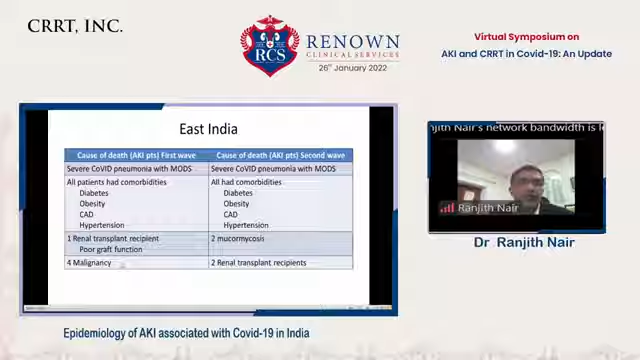 CRRT, INC.
RCS
RENOWN
CLINICAL SERVICES
26th January 2022
Virtual Symposium on
AKI and CRRT in Covid-19: An Update
East India
Cause of death (AKI pts) First wave
Cause of death (AKI pts) Second wave
Severe CoVID pneumonia with MODS
Severe CoVID pneumonia with MODS
All patients had comorbidities
Diabetes
Obesity
CAD
Hypertension
All had comorbidities
Diabetes
Obesity
CAD
Hypertension
1 Renal transplant recipient
Poor graft function
2 mucormycosis
4 Malignancy
2 Renal transplant recipients
Nair's network bandwidth is
Ranjith Nair
Dr Ranjith Nair
Epidemiology of AKI associated with Covid-19 in India